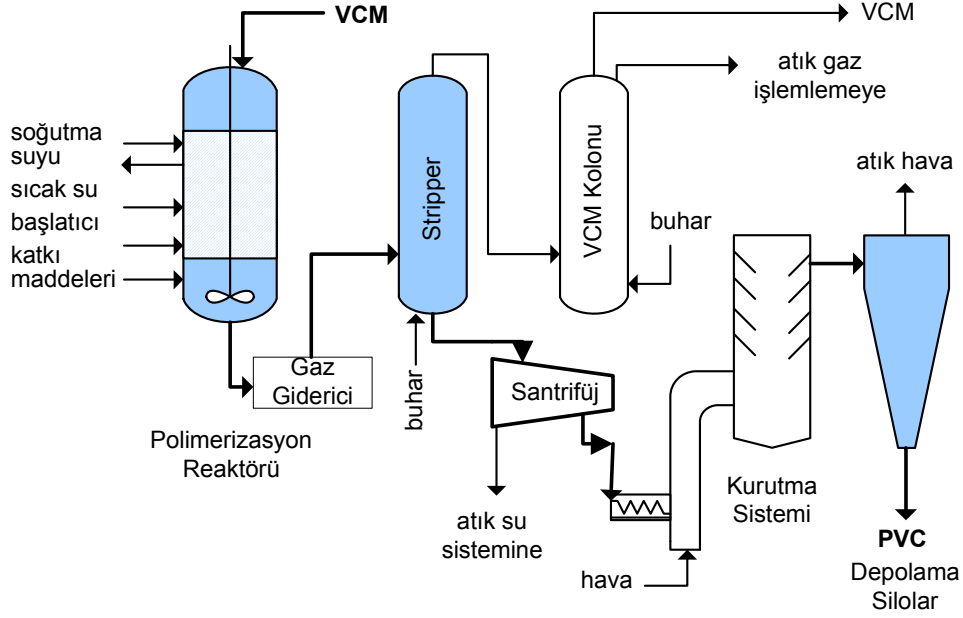 VCM
VCM
atık gaz
işlemlemeye
soğutma
suyu
sıcak su
başlatıcı
katkı
maddeleri
Stripper
VCM Kolonu
buhar
atık hava
Gaz
Giderici
buhar
Santrifüj
Polimerizasyon
Reaktörü
atık su
sistemine
Kurutma
Sistemi
hava
PVC
Depolama
Silolar